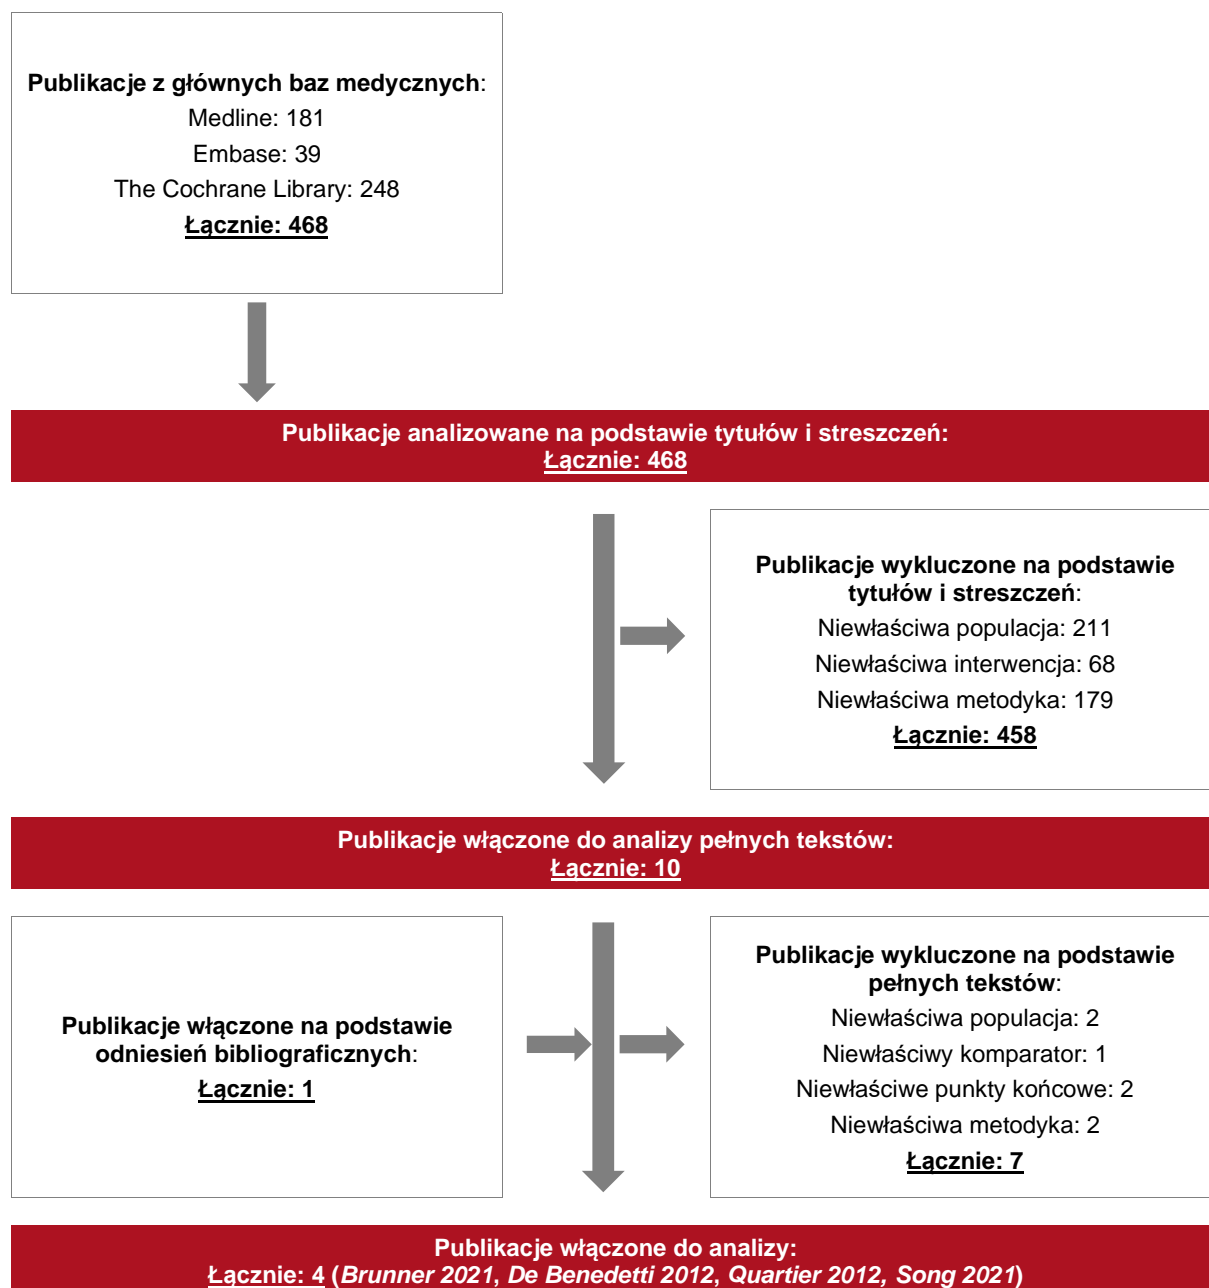 Publikacje z głównych baz medycznych:
Medline: 181
Embase: 39
The Cochrane Library: 248
Łącznie: 468
Publikacje analizowane na podstawie tytułów i streszczeń:
Łącznie: 468
Publikacje wykluczone na podstawie
tytułów i streszczeń:
Niewłaściwa populacja: 211
Niewłaściwa interwencja: 68
Niewłaściwa metodyka: 179
Łącznie: 458
Publikacje włączone do analizy pełnych tekstów:
Łącznie: 10
Publikacje włączone na podstawie
odniesień bibliograficznych:
Łącznie: 1
Publikacje wykluczone na podstawie
pełnych tekstów:
Niewłaściwa populacja: 2
Niewłaściwy komparator: 1
Niewłaściwe punkty końcowe: 2
Niewłaściwa metodyka: 2
Łącznie: 7
Publikacje włączone do analizy:
Łącznie: 4 (Brunner 2021, De Benedetti 2012, Quartier 2012, Song 2021)